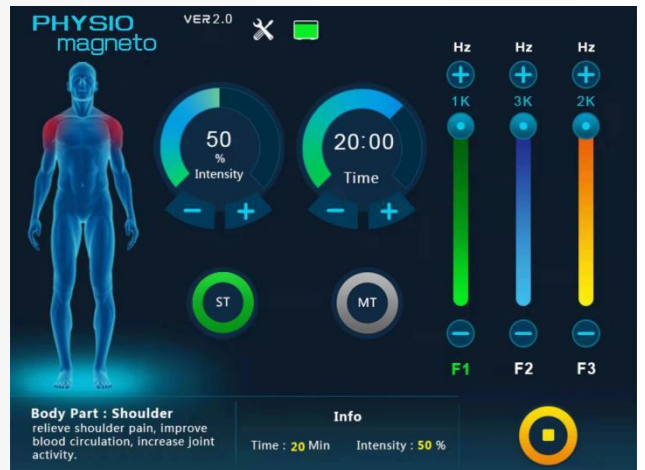 PHYSIO
magneto
VER2.0
50
%
Intensity
20:00
Time
ST
MT
Hz Hz Hz
1K 3K 2K
F1 F2 F3
Body Part : Shoulder
relieve shoulder pain, improve
blood circulation, increase joint
activity.
Info
Time : 20 Min Intensity : 50 %